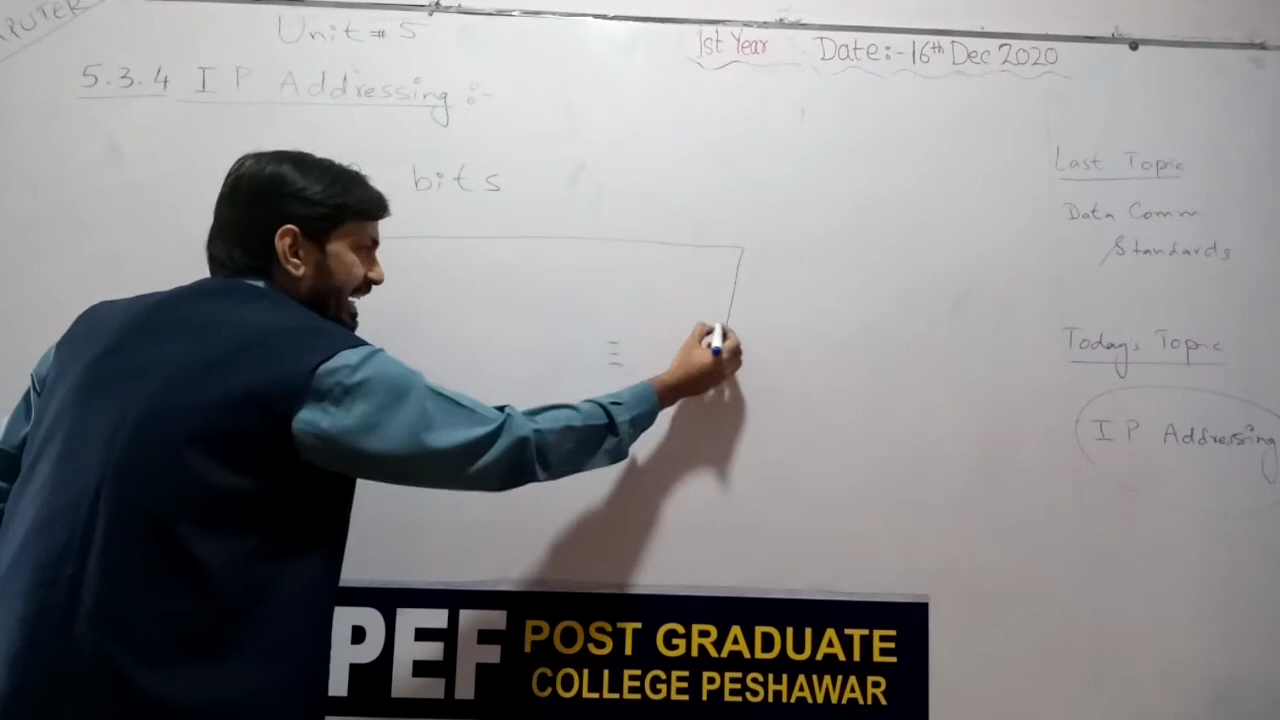 PUTER
Unit # 5
1st Year Date:-16th Dec 2020
5.3.4 IP Addressing :-
bits
Last Topic
Data Comm
Standards
Todays Topic
IP Addressing
PEF POST GRADUATE
COLLEGE PESHAWAR